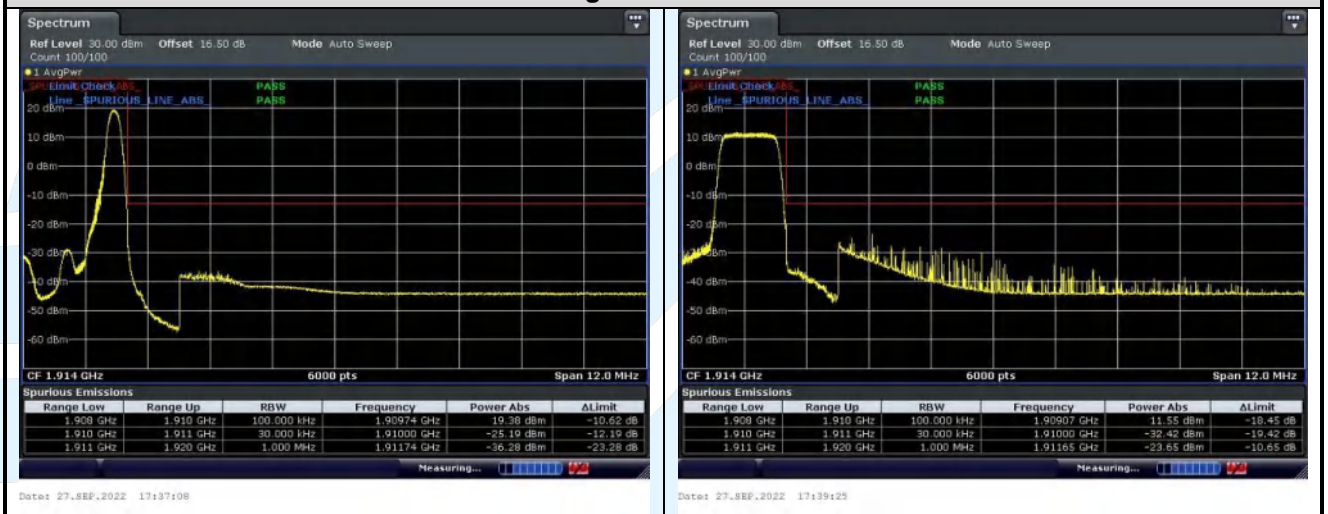 Spectrum
Ref Level 30.00 dBm Offset 16.50 dB Mode Auto Sweep
Count 100/100
1 AvgPwr
Limit Check PASS
Line _SPURIOUS_LINE_ABS_ PASS
20 dBm
10 dBm
0 dBm
-10 dBm
-20 dBm
-30 dBm
-40 dBm
-50 dBm
-60 dBm
CF 1.914 GHz 6000 pts Span 12.0 MHz
Spurious Emissions
Range Low Range Up RBW Frequency Power Abs ΔLimit
1.908 GHz 1.910 GHz 100.000 kHz 1.90974 GHz 19.38 dBm -10.62 dB
1.910 GHz 1.911 GHz 30.000 kHz 1.91000 GHz -25.19 dBm -12.19 dB
1.911 GHz 1.920 GHz 1.000 MHz 1.91174 GHz -36.28 dBm -23.28 dB
Measuring...
Date: 27.SEP.2022 17:37:08
Spectrum
Ref Level 30.00 dBm Offset 16.50 dB Mode Auto Sweep
Count 100/100
1 AvgPwr
Limit Check PASS
Line _SPURIOUS_LINE_ABS_ PASS
20 dBm
10 dBm
0 dBm
-10 dBm
-20 dBm
-30 dBm
-40 dBm
-50 dBm
-60 dBm
CF 1.914 GHz 6000 pts Span 12.0 MHz
Spurious Emissions
Range Low Range Up RBW Frequency Power Abs ΔLimit
1.908 GHz 1.910 GHz 100.000 kHz 1.90907 GHz 11.55 dBm -18.45 dB
1.910 GHz 1.911 GHz 30.000 kHz 1.91000 GHz -32.42 dBm -19.42 dB
1.911 GHz 1.920 GHz 1.000 MHz 1.91165 GHz -23.65 dBm -10.65 dB
Measuring...
Date: 27.SEP.2022 17:39:25